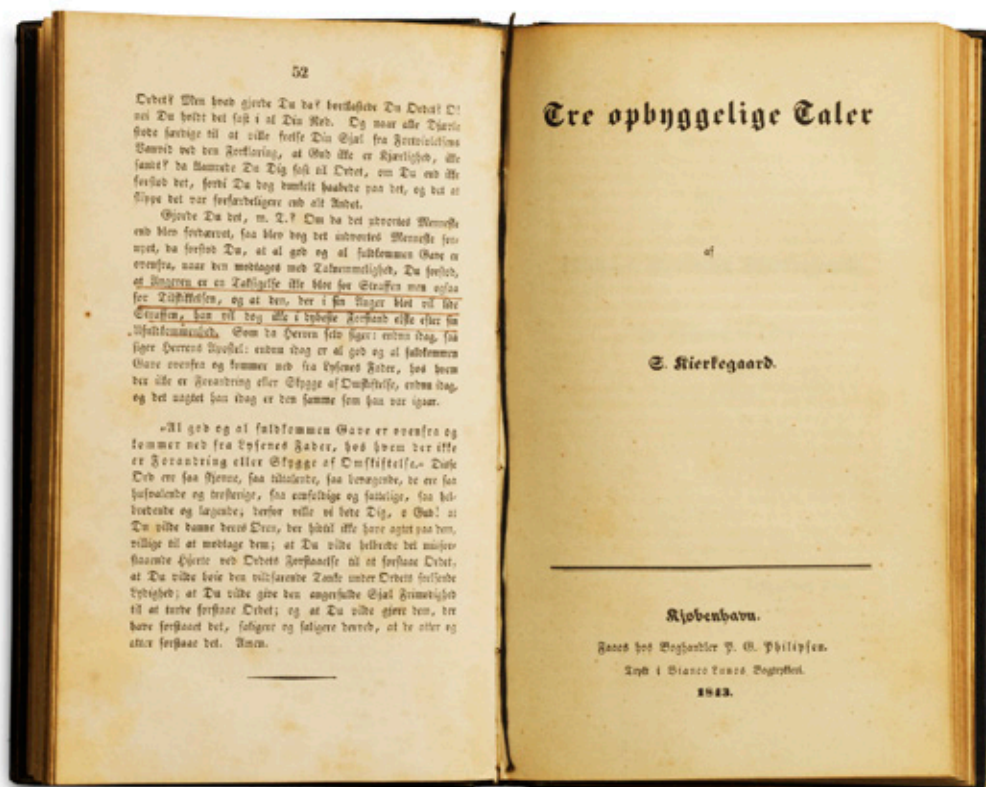 52
Ordet? Men hvad gjorde Du da? bortkastede Du Ordet? O!
nei Du holdt det fast i al Din Nød. Og naar alle Djævle
stode færdige til at ville frelse Din Sjæl fra Fortvivlelsens
Vanvid ved den Forklaring, at Gud ikke er Kjærlighed, ikke
sandt? da klamrede Du Dig fast til Ordet, om Du end ikke
forstod det, fordi Du dog dunkelt haabede paa det, og det at
slippe det var forfærdeligere end alt Andet.
Gjorde Du det, m. T.? Om da det udvortes Menneske
end blev fordærvet, saa blev dog det indvortes Menneske for-
nyet, da forstod Du, at al god og al fuldkommen Gave er
ovenfra, naar den modtages med Taknemmelighed, Du forstod,
at Angeren er en Taksigelse ikke blot for Straffen men ogsaa
for Tilskikkelsen, og at den, der i sin Anger blot vil lide
Straffen, han vil dog ikke i dybeste Forstand elske efter sin
Ufuldkommenhed. Som da Herren selv siger: endnu idag, saa
siger Herrens Apostel: endnu idag er al god og al fuldkommen
Gave ovenfra og kommer ned fra Lysenes Fader, hos hvem
der ikke er Forandring eller Skygge af Omskiftelse, endnu idag,
og det uagtet han idag er den samme som han var igaar.
„Al god og al fuldkommen Gave er ovenfra og
kommer ned fra Lysenes Fader, hos hvem der ikke
er Forandring eller Skygge af Omskiftelse.“ Disse
Ord ere saa skjønne, saa tiltalende, saa bevægende, de ere saa
husvalende og trøsterige, saa eenfoldige og fattelige, saa hel-
bredende og lægende; derfor ville vi bede Dig, o Gud! at
Du vilde danne deres Øren, der hidtil ikke have agtet paa dem,
villige til at modtage dem; at Du vilde helbrede det misfor-
staaende Hjerte ved Ordets Forstaaelse til at forstaae Ordet,
at Du vilde bøie den vildfarende Tanke under Ordets frelsende
Lydighed; at Du vilde give den angerfulde Sjæl Frimodighed
til at turde forstaae Ordet; og at Du vilde gjøre dem, der
have forstaaet det, saligere og saligere derved, at de atter og
atter forstaae det. Amen.
Tre opbyggelige Taler
af
S. Kierkegaard.
Kjøbenhavn.
Faaes hos Boghandler P. G. Philipsen.
Trykt i Bianco Lunos Bogtrykkeri.
1843.